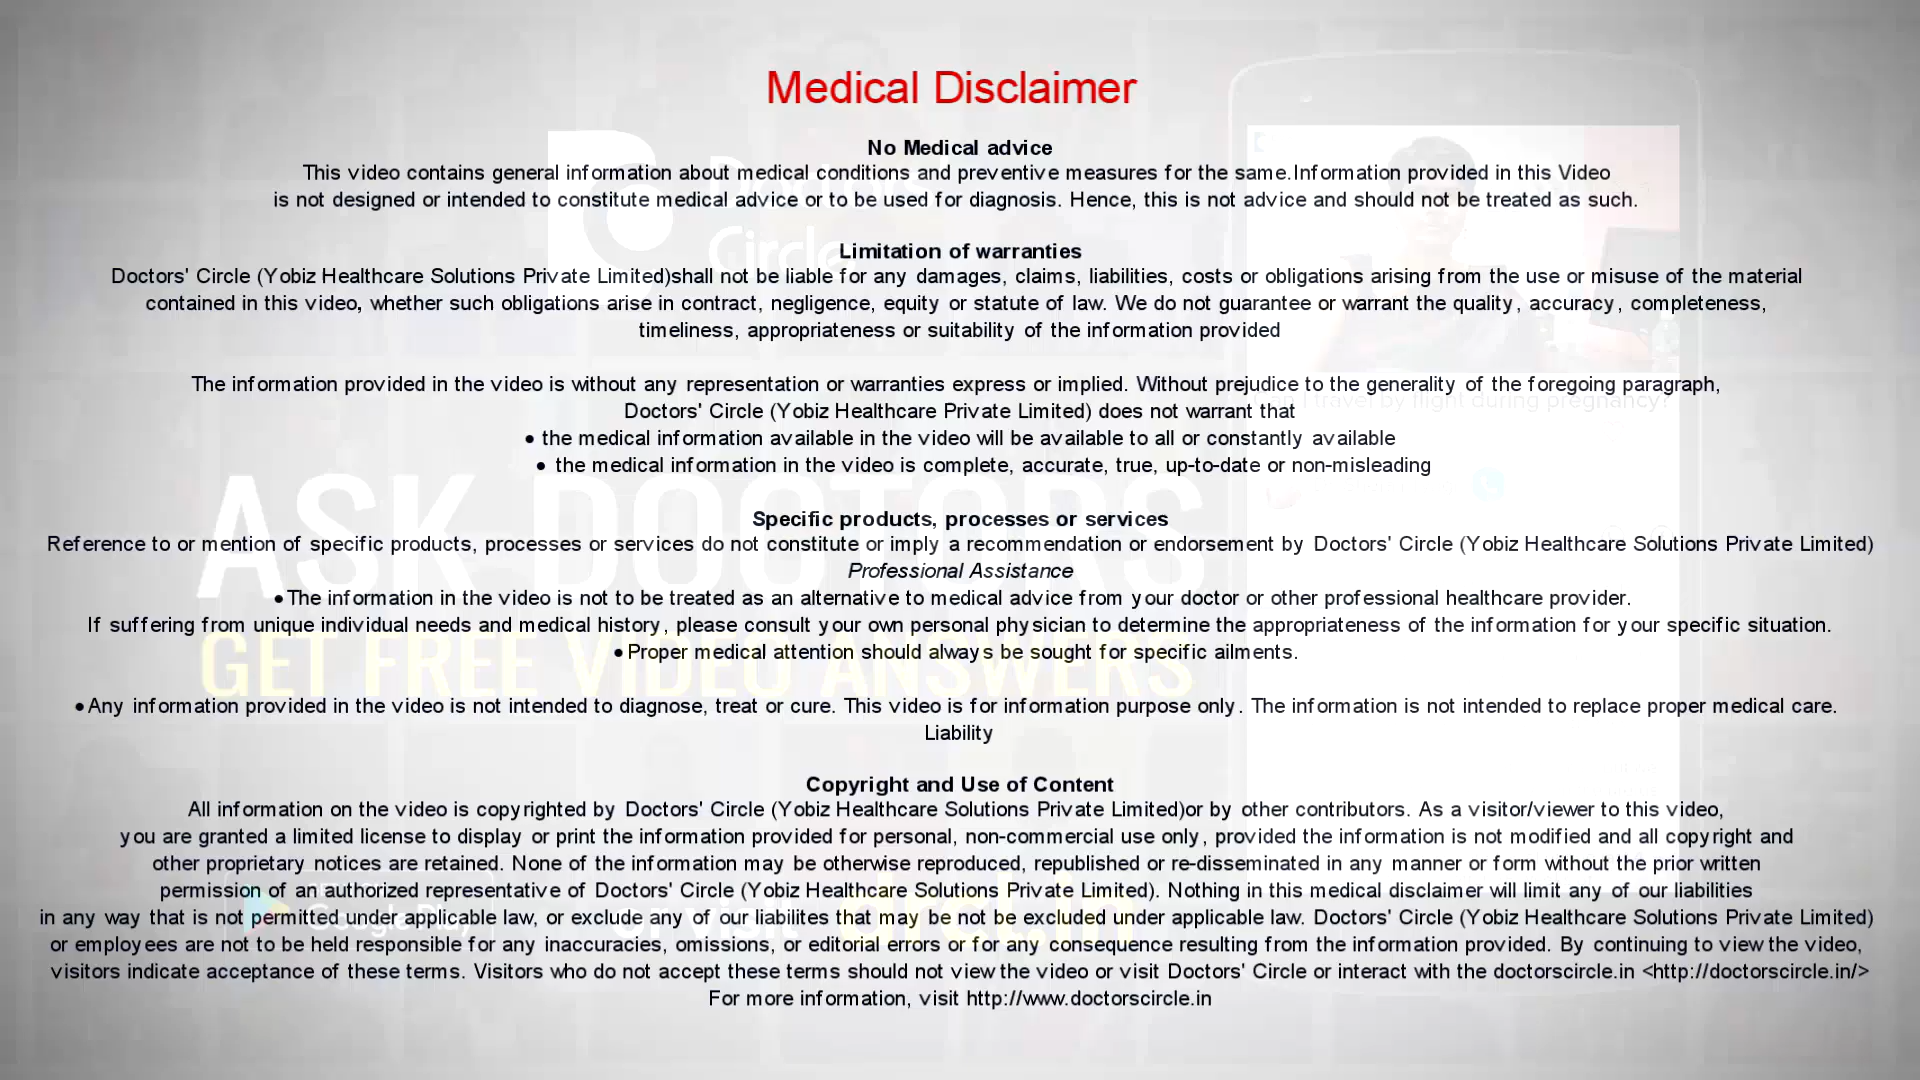 Medical Disclaimer
No Medical advice
This video contains general information about medical conditions and preventive measures for the same.Information provided in this Video
is not designed or intended to constitute medical advice or to be used for diagnosis. Hence, this is not advice and should not be treated as such.
Doctors'
Circle
Limitation of warranties
Doctors' Circle (Yobiz Healthcare Solutions Private Limited)shall not be liable for any damages, claims, liabilities, costs or obligations arising from the use or misuse of the material
contained in this video, whether such obligations arise in contract, negligence, equity or statute of law. We do not guarantee or warrant the quality, accuracy, completeness,
timeliness, appropriateness or suitability of the information provided
The information provided in the video is without any representation or warranties express or implied. Without prejudice to the generality of the foregoing paragraph,
Can I travel by flight during pregnancy?
Doctors' Circle (Yobiz Healthcare Private Limited) does not warrant that
• the medical information available in the video will be available to all or constantly available
• the medical information in the video is complete, accurate, true, up-to-date or non-misleading
ASK DOCTORS
Specific products, processes or services
Reference to or mention of specific products, processes or services do not constitute or imply a recommendation or endorsement by Doctors' Circle (Yobiz Healthcare Solutions Private Limited)
Professional Assistance
•The information in the video is not to be treated as an alternative to medical advice from your doctor or other professional healthcare provider.
If suffering from unique individual needs and medical history, please consult your own personal physician to determine the appropriateness of the information for your specific situation.
•Proper medical attention should always be sought for specific ailments.
GET FREE VIDEO ANSWERS
•Any information provided in the video is not intended to diagnose, treat or cure. This video is for information purpose only. The information is not intended to replace proper medical care.
Liability
Copyright and Use of Content
All information on the video is copyrighted by Doctors' Circle (Yobiz Healthcare Solutions Private Limited)or by other contributors. As a visitor/viewer to this video,
you are granted a limited license to display or print the information provided for personal, non-commercial use only, provided the information is not modified and all copyright and
other proprietary notices are retained. None of the information may be otherwise reproduced, republished or re-disseminated in any manner or form without the prior written
permission of an authorized representative of Doctors' Circle (Yobiz Healthcare Solutions Private Limited). Nothing in this medical disclaimer will limit any of our liabilities
in any way that is not permitted under applicable law, or exclude any of our liabilites that may be not be excluded under applicable law. Doctors' Circle (Yobiz Healthcare Solutions Private Limited)
Google Play
or visit drcl.in
or employees are not to be held responsible for any inaccuracies, omissions, or editorial errors or for any consequence resulting from the information provided. By continuing to view the video,
visitors indicate acceptance of these terms. Visitors who do not accept these terms should not view the video or visit Doctors' Circle or interact with the doctorscircle.in <http://doctorscircle.in/>
For more information, visit http://www.doctorscircle.in